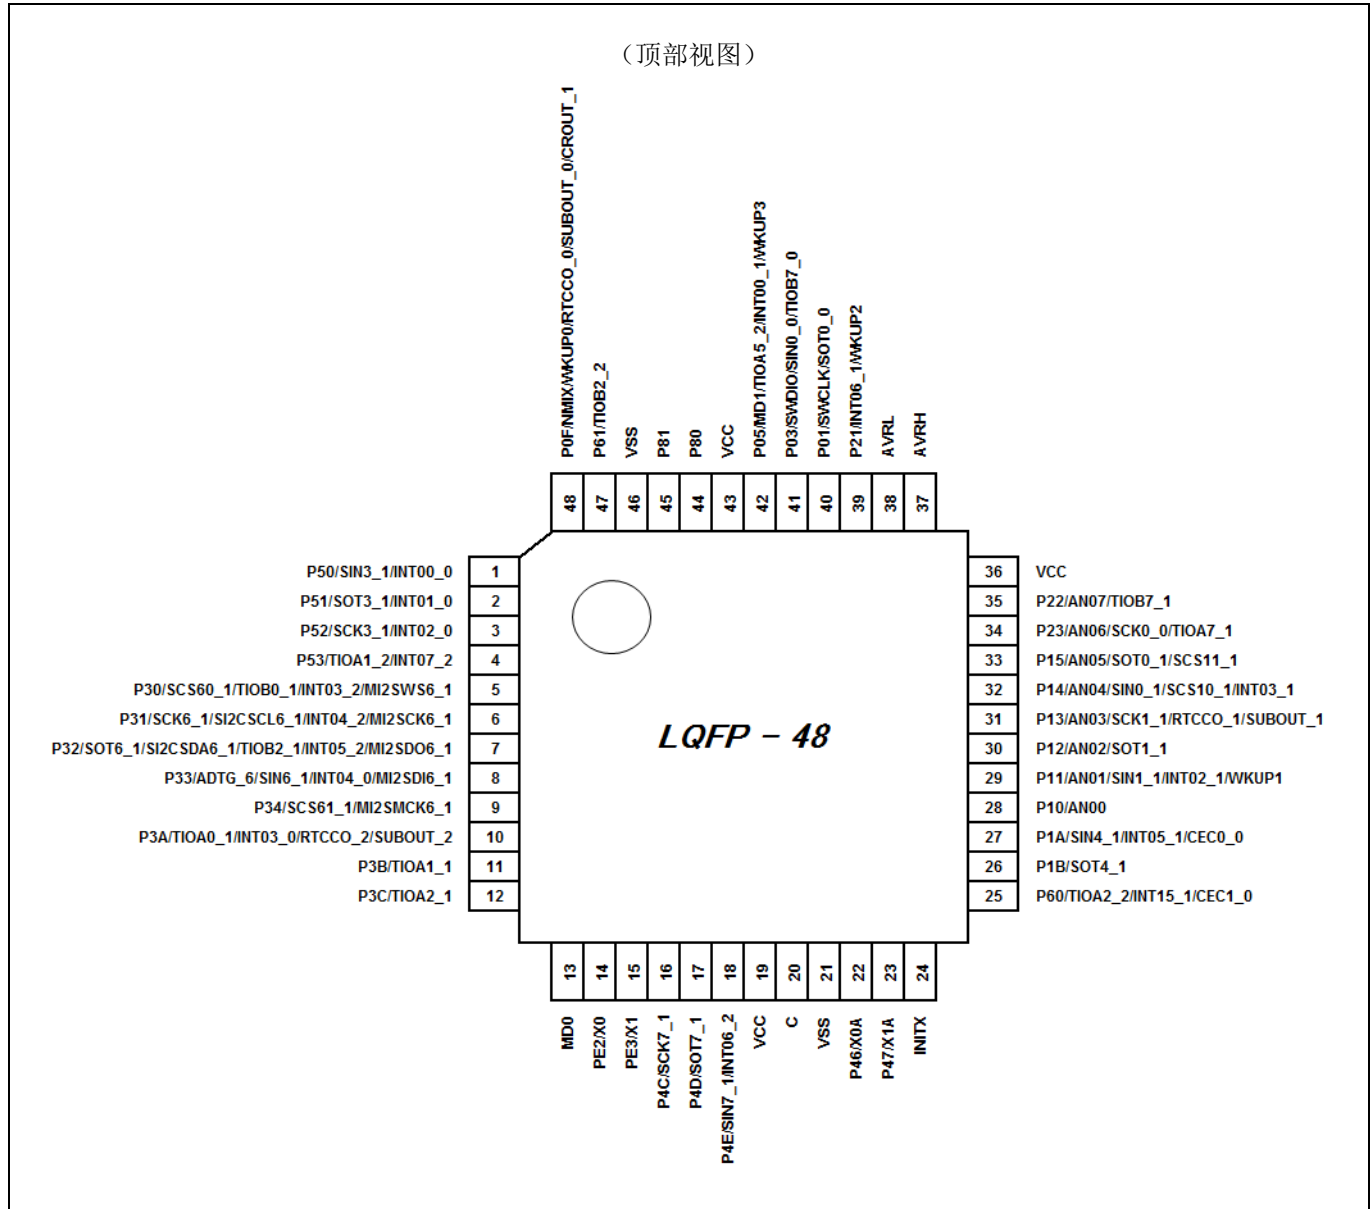 （顶部视图）
P0F/NMIX/WKUP0/RTCCO_0/SUBOUT_0/CROUT_1
P61/TIOB2_2
VSS
P81
P80
VCC
P05/MD1/TIOA5_2/INT00_1/WKUP3
P03/SWDIO/SIN0_0/TIOB7_0
P01/SWCLK/SOT0_0
P21/INT06_1/WKUP2
AVRL
AVRH
48
47
46
45
44
43
42
41
40
39
38
37
P50/SIN3_1/INT00_0 1
P51/SOT3_1/INT01_0 2
P52/SCK3_1/INT02_0 3
P53/TIOA1_2/INT07_2 4
P30/SCS60_1/TIOB0_1/INT03_2/MI2SWS6_1 5
P31/SCK6_1/SI2CSCL6_1/INT04_2/MI2SCK6_1 6
P32/SOT6_1/SI2CSDA6_1/TIOB2_1/INT05_2/MI2SDO6_1 7
P33/ADTG_6/SIN6_1/INT04_0/MI2SDI6_1 8
P34/SCS61_1/MI2SMCK6_1 9
P3A/TIOA0_1/INT03_0/RTCCO_2/SUBOUT_2 10
P3B/TIOA1_1 11
P3C/TIOA2_1 12
LQFP - 48
36 VCC
35 P22/AN07/TIOB7_1
34 P23/AN06/SCK0_0/TIOA7_1
33 P15/AN05/SOT0_1/SCS11_1
32 P14/AN04/SIN0_1/SCS10_1/INT03_1
31 P13/AN03/SCK1_1/RTCCO_1/SUBOUT_1
30 P12/AN02/SOT1_1
29 P11/AN01/SIN1_1/INT02_1/WKUP1
28 P10/AN00
27 P1A/SIN4_1/INT05_1/CEC0_0
26 P1B/SOT4_1
25 P60/TIOA2_2/INT15_1/CEC1_0
13
14
15
16
17
18
19
20
21
22
23
24
MD0
PE2/X0
PE3/X1
P4C/SCK7_1
P4D/SOT7_1
P4E/SIN7_1/INT06_2
VCC
C
VSS
P46/X0A
P47/X1A
INITX